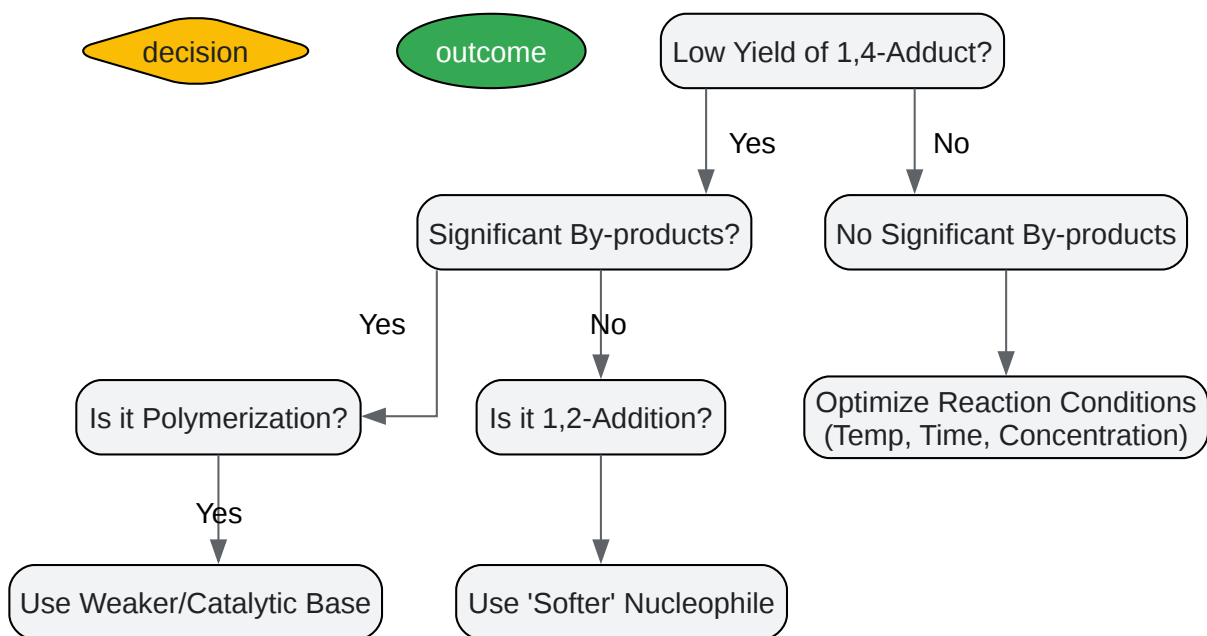 decision
outcome
Low Yield of 1,4-Adduct?
Yes
No
Significant By-products?
No Significant By-products
Yes
No
Is it Polymerization?
Is it 1,2-Addition?
Optimize Reaction Conditions
(Temp, Time, Concentration)
Yes
Use Weaker/Catalytic Base
Use 'Softer' Nucleophile